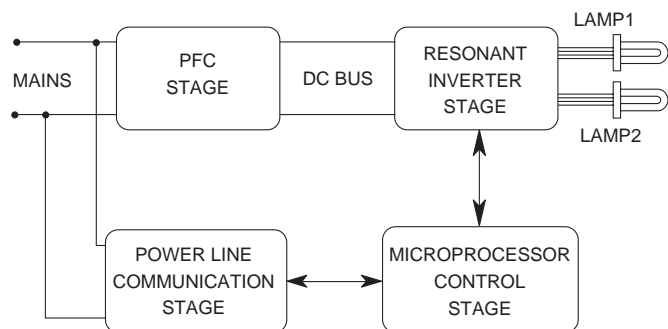 LAMP1
MAINS
PFC
STAGE
DC BUS
RESONANT
INVERTER
STAGE
LAMP2
POWER LINE
COMMUNICATION
STAGE
MICROPROCESSOR
CONTROL
STAGE